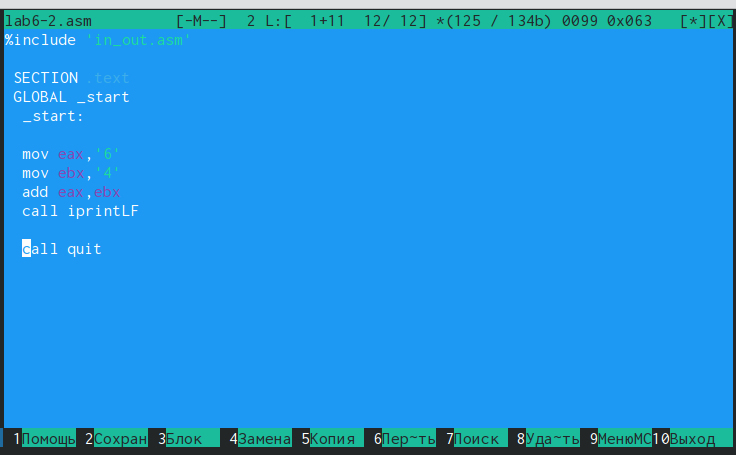 lab6-2.asm [-M--] 2 L:[ 1+11 12/ 12] *(125 / 134b) 0099 0x063 [*][X]
%include 'in_out.asm'
SECTION .text
GLOBAL _start
_start:
mov eax,'6'
mov ebx,'4'
add eax,ebx
call iprintLF
call quit
1Помощь 2Сохран 3Блок 4Замена 5Копия 6Пер~ть 7Поиск 8Уда~ть 9МенюMC 10Выход